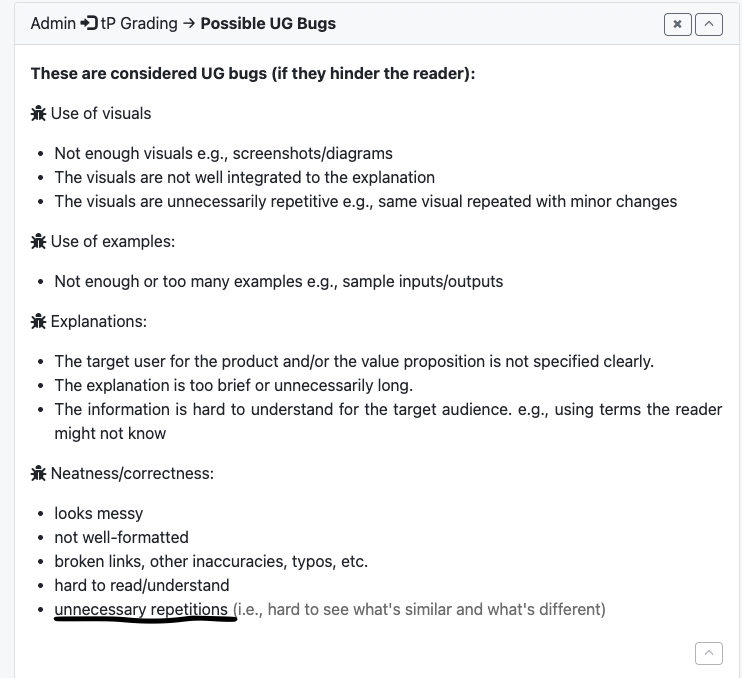 Admin tP Grading → Possible UG Bugs
These are considered UG bugs (if they hinder the reader):
Use of visuals
• Not enough visuals e.g., screenshots/diagrams
• The visuals are not well integrated to the explanation
• The visuals are unnecessarily repetitive e.g., same visual repeated with minor changes
Use of examples:
• Not enough or too many examples e.g., sample inputs/outputs
Explanations:
• The target user for the product and/or the value proposition is not specified clearly.
• The explanation is too brief or unnecessarily long.
• The information is hard to understand for the target audience. e.g., using terms the reader
might not know
Neatness/correctness:
• looks messy
• not well-formatted
• broken links, other inaccuracies, typos, etc.
• hard to read/understand
• unnecessary repetitions (i.e., hard to see what's similar and what's different)